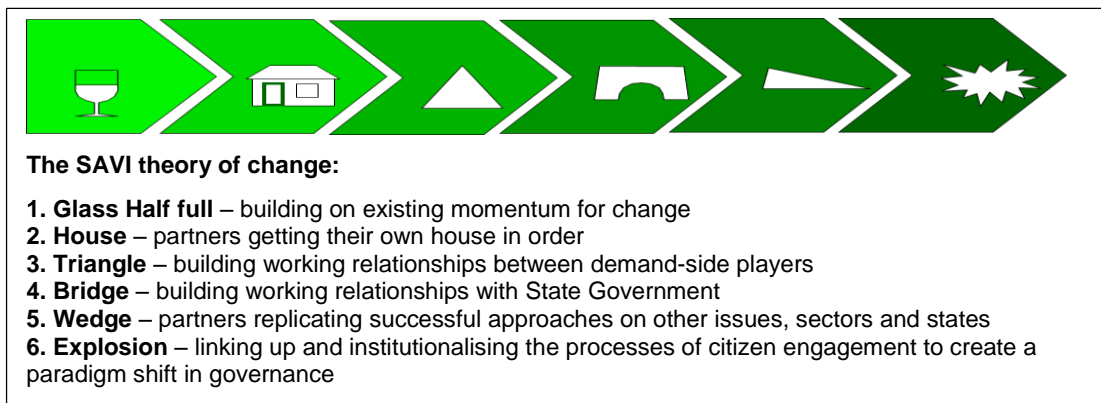 The SAVI theory of change:
1. Glass Half full – building on existing momentum for change
2. House – partners getting their own house in order
3. Triangle – building working relationships between demand-side players
4. Bridge – building working relationships with State Government
5. Wedge – partners replicating successful approaches on other issues, sectors and states
6. Explosion – linking up and institutionalising the processes of citizen engagement to create a
paradigm shift in governance